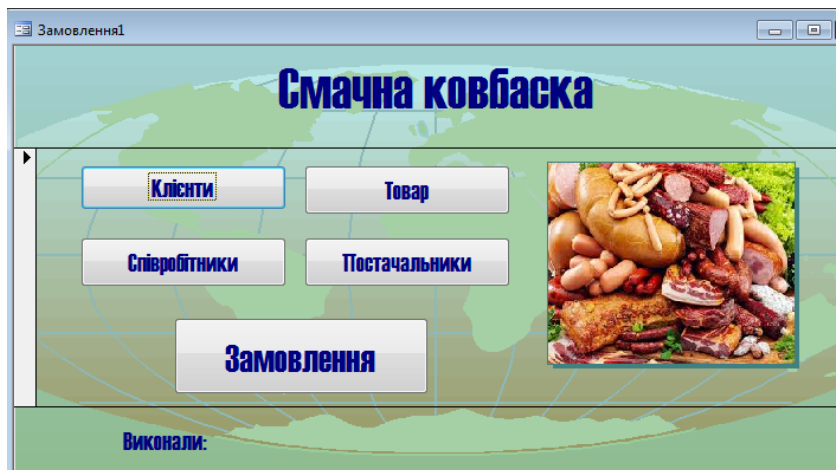 Замовлення1
Смачна ковбаска
Клієнти
Товар
Співробітники
Постачальники
Замовлення
Виконали: